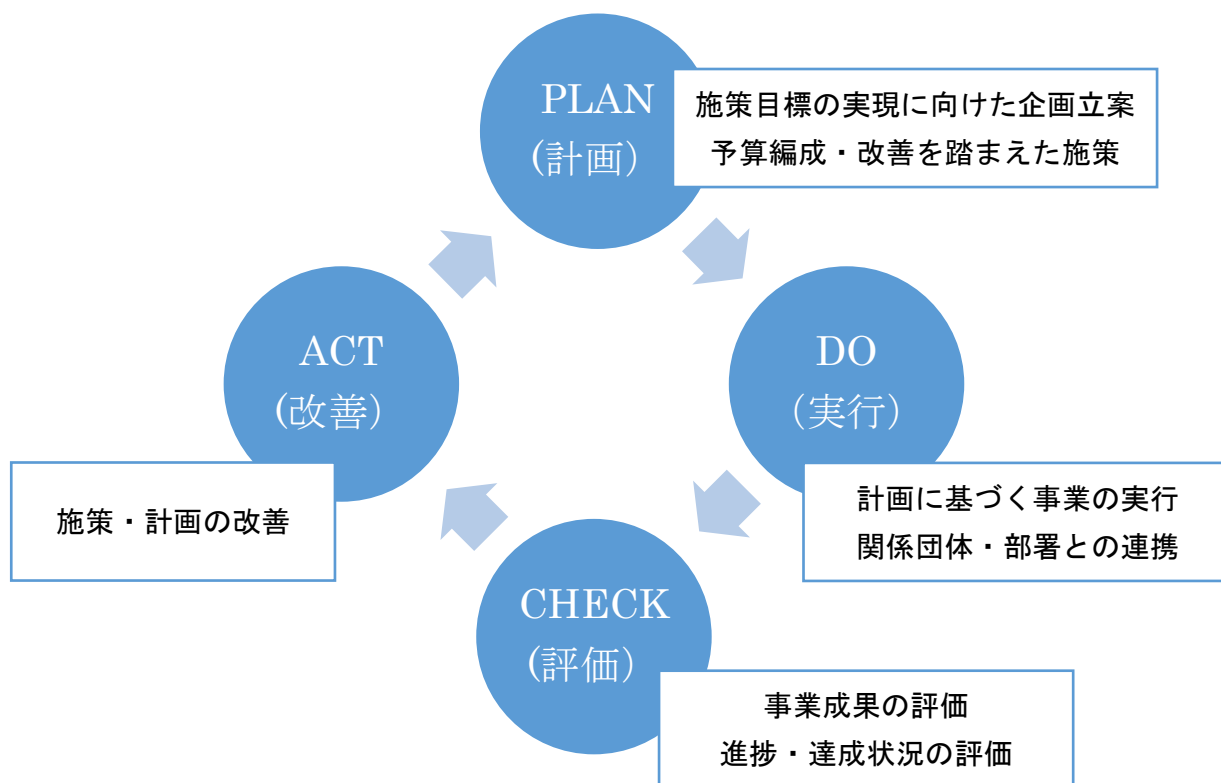 PLAN
(計画)
施策目標の実現に向けた企画立案
予算編成・改善を踏まえた施策
DO
(実行)
計画に基づく事業の実行
関係団体・部署との連携
CHECK
(評価)
事業成果の評価
進捗・達成状況の評価
ACT
(改善)
施策・計画の改善